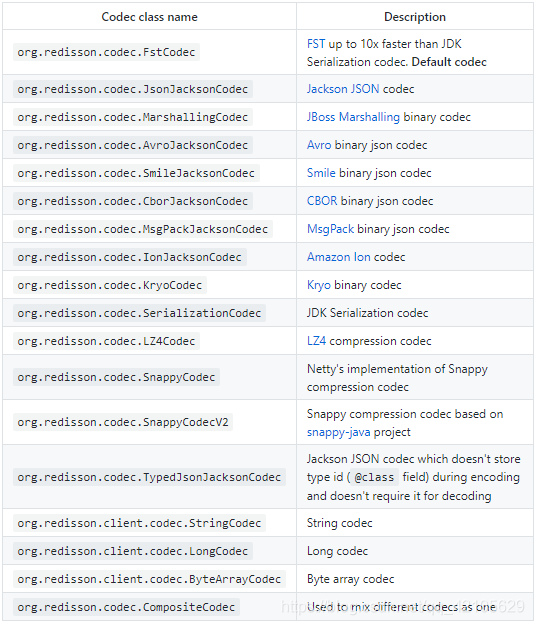 Codec class name Description
org.redisson.codec.FstCodec FST up to 10x faster than JDK
Serialization codec. Default codec
org.redisson.codec.JsonJacksonCodec Jackson JSON codec
org.redisson.codec.MarshallingCodec JBoss Marshalling binary codec
org.redisson.codec.AvroJacksonCodec Avro binary json codec
org.redisson.codec.SmileJacksonCodec Smile binary json codec
org.redisson.codec.CborJacksonCodec CBOR binary json codec
org.redisson.codec.MsgPackJacksonCodec MsgPack binary json codec
org.redisson.codec.IonJacksonCodec Amazon Ion codec
org.redisson.codec.KryoCodec Kryo binary codec
org.redisson.codec.SerializationCodec JDK Serialization codec
org.redisson.codec.LZ4Codec LZ4 compression codec
org.redisson.codec.SnappyCodec Netty's implementation of Snappy
compression codec
org.redisson.codec.SnappyCodecV2 Snappy compression codec based on
snappy-java project
org.redisson.codec.TypedJsonJacksonCodec Jackson JSON codec which doesn't store
type id ( @class field) during encoding
and doesn't require it for decoding
org.redisson.client.codec.StringCodec String codec
org.redisson.client.codec.LongCodec Long codec
org.redisson.client.codec.ByteArrayCodec Byte array codec
org.redisson.codec.CompositeCodec Used to mix different codecs as one